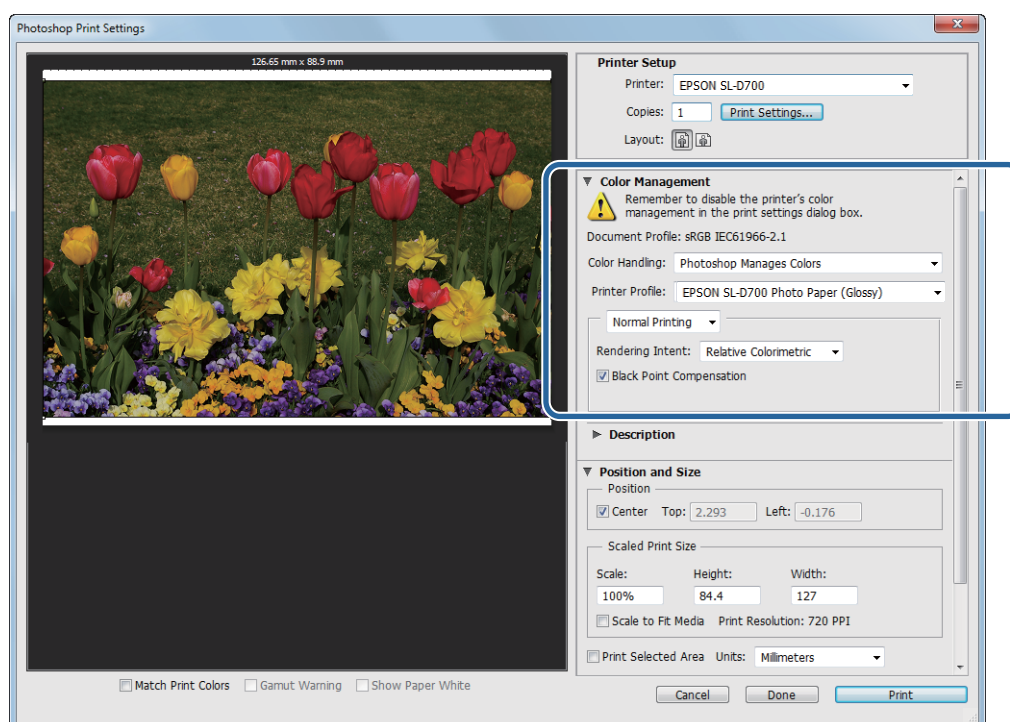 Photoshop Print Settings
126.65 mm x 88.9 mm
Printer Setup
Printer: EPSON SL-D700
Copies: 1 Print Settings...
Layout:
Color Management
Remember to disable the printer's color
management in the print settings dialog box.
Document Profile: sRGB IEC61966-2.1
Color Handling: Photoshop Manages Colors
Printer Profile: EPSON SL-D700 Photo Paper (Glossy)
Normal Printing
Rendering Intent: Relative Colorimetric
Black Point Compensation
Description
Position and Size
Position
Center Top: 2.293 Left: -0.176
Scaled Print Size
Scale: Height: Width:
100% 84.4 127
Scale to Fit Media Print Resolution: 720 PPI
Print Selected Area Units: Millimeters
Match Print Colors Gamut Warning Show Paper White
Cancel Done Print